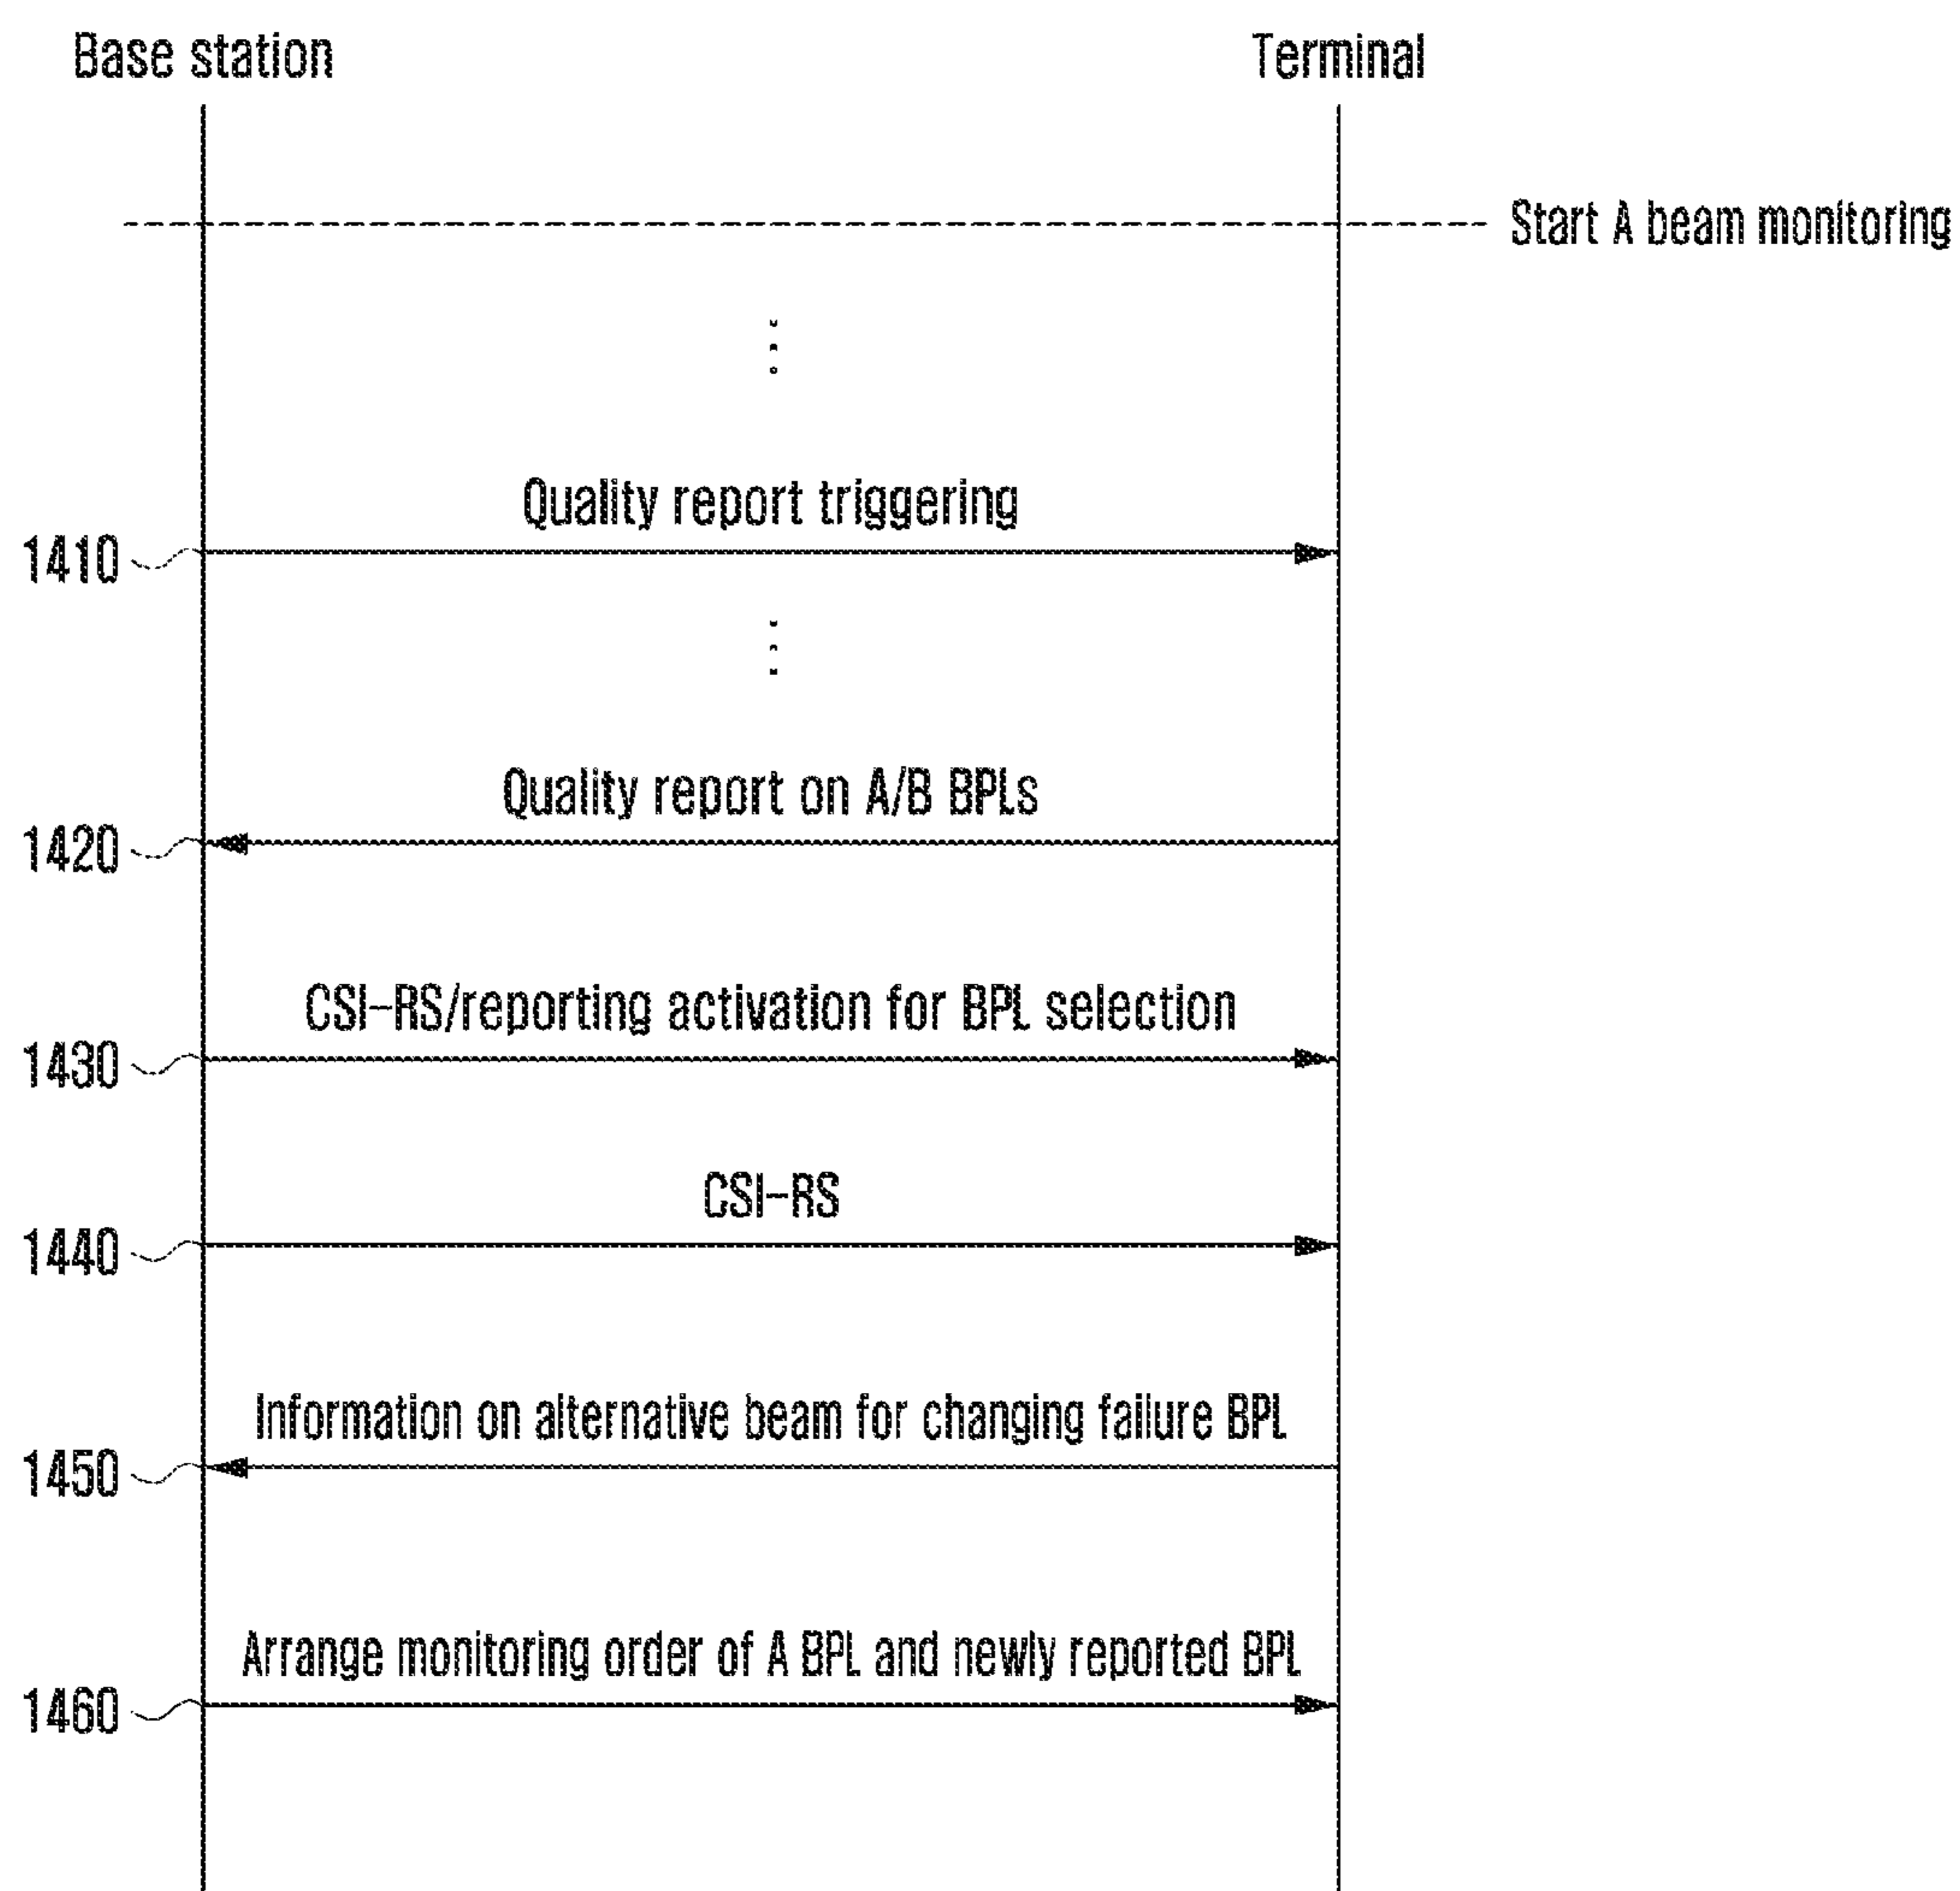 Base station
Terminal
Start A beam monitoring
Quality report triggering
1410
Quality report on A/B BPLs
1420
CSI-RS/reporting activation for BPL selection
1430
CSI-RS
1440
Information on alternative beam for changing failure BPL
1450
Arrange monitoring order of A BPL and newly reported BPL
1460